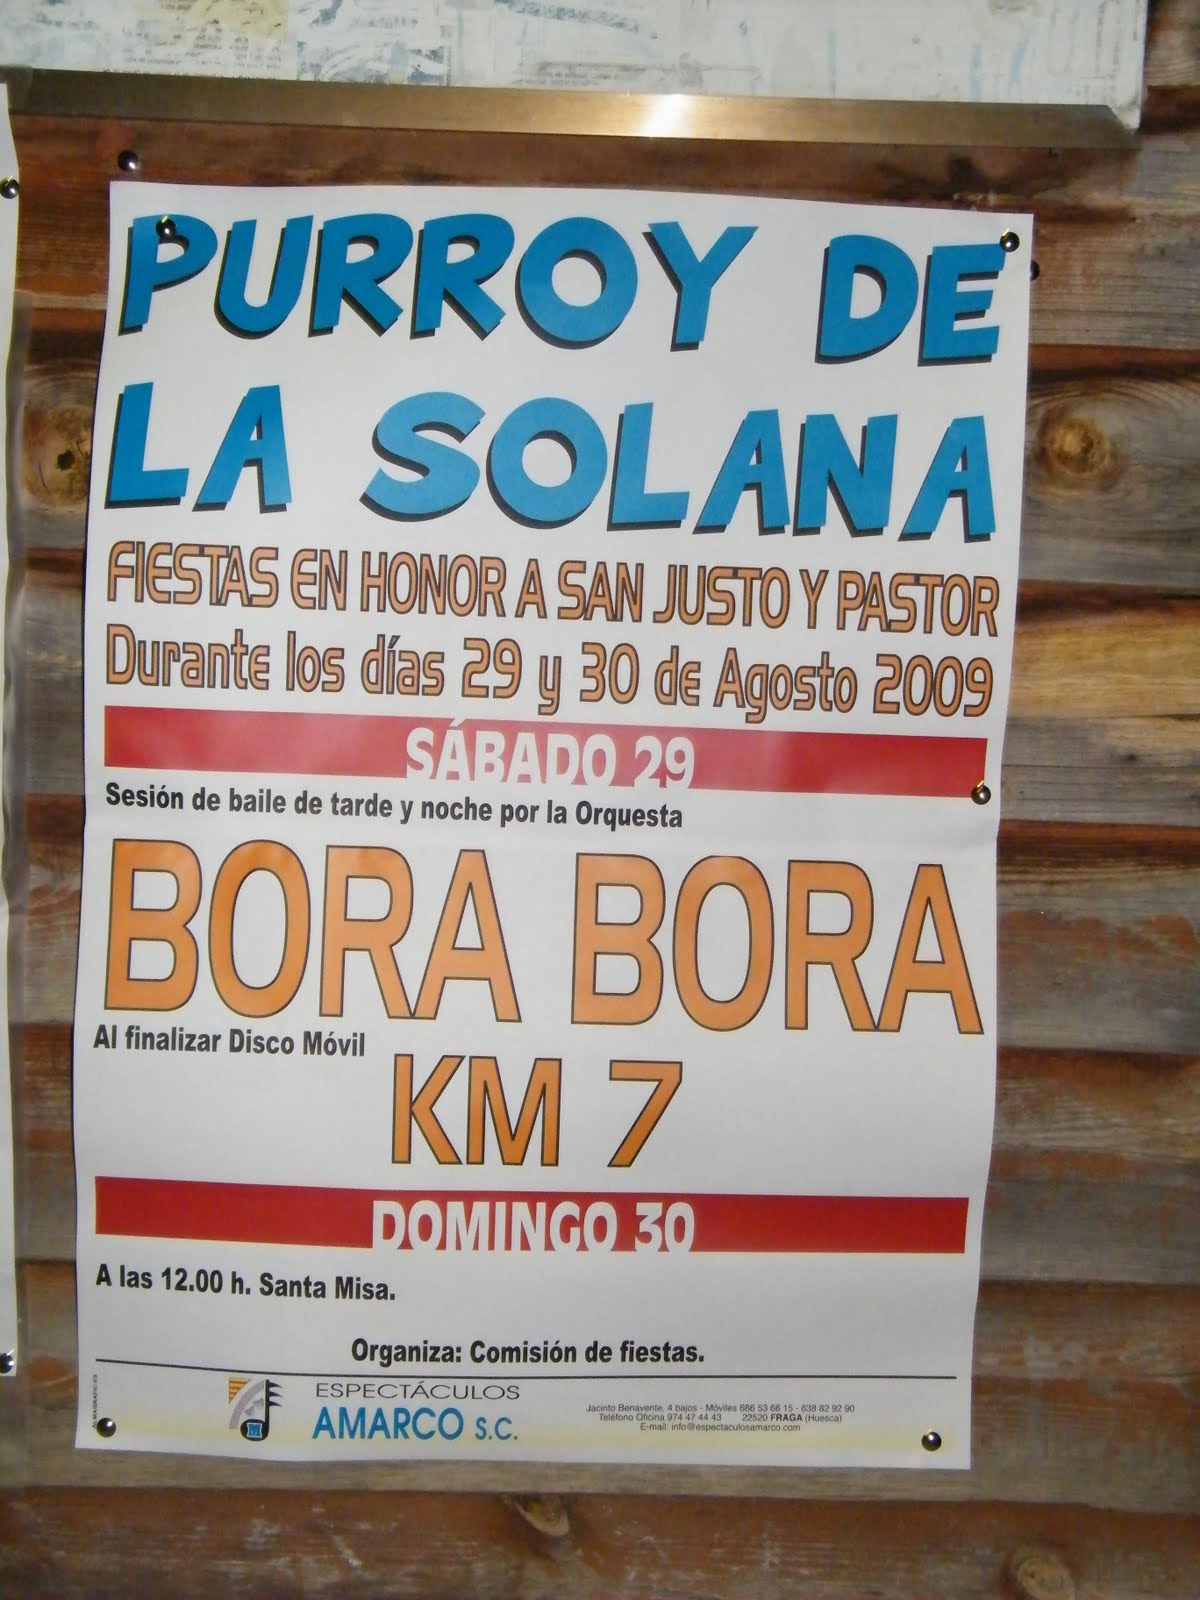 PURROY DE
LA SOLANA
FIESTAS EN HONOR A SAN JUSTO Y PASTOR
Durante los días 29 y 30 de Agosto 2009
SÁBADO 29
Sesión de baile de tarde y noche por la Orquesta
BORA BORA
Al finalizar Disco Móvil
KM 7
DOMINGO 30
A las 12.00 h. Santa Misa.
Organiza: Comisión de fiestas.
ESPECTÁCULOS
AMARCO S.C.
Jacinto Benavente, 4 bajos - Móviles 686 53 66 15 - 638 82 92 90
Teléfono Oficina 974 47 44 43 22520 FRAGA (Huesca)
E-mail: info@espectaculosamarco.com